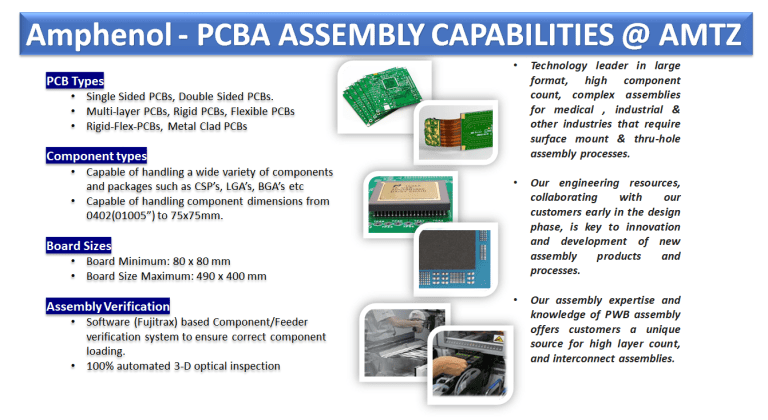 Amphenol - PCBA ASSEMBLY CAPABILITIES @ AMTZ
PCB Types
• Single Sided PCBs, Double Sided PCBs.
• Multi-layer PCBs, Rigid PCBs, Flexible PCBs
• Rigid-Flex-PCBs, Metal Clad PCBs
Component types
• Capable of handling a wide variety of components
and packages such as CSP's, LGA's, BGA's etc
• Capable of handling component dimensions from
0402(01005") to 75x75mm.
Board Sizes
• Board Minimum: 80 x 80 mm
• Board Size Maximum: 490 x 400 mm
Assembly Verification
• Software (Fujitrax) based Component/Feeder
verification system to ensure correct component
loading.
• 100% automated 3-D optical inspection
• Technology leader in large
format, high component
count, complex assemblies
for medical , industrial &
other industries that require
surface mount & thru-hole
assembly processes.
• Our engineering resources,
collaborating with our
customers early in the design
phase, is key to innovation
and development of new
assembly products and
processes.
• Our assembly expertise and
knowledge of PWB assembly
offers customers a unique
source for high layer count,
and interconnect assemblies.